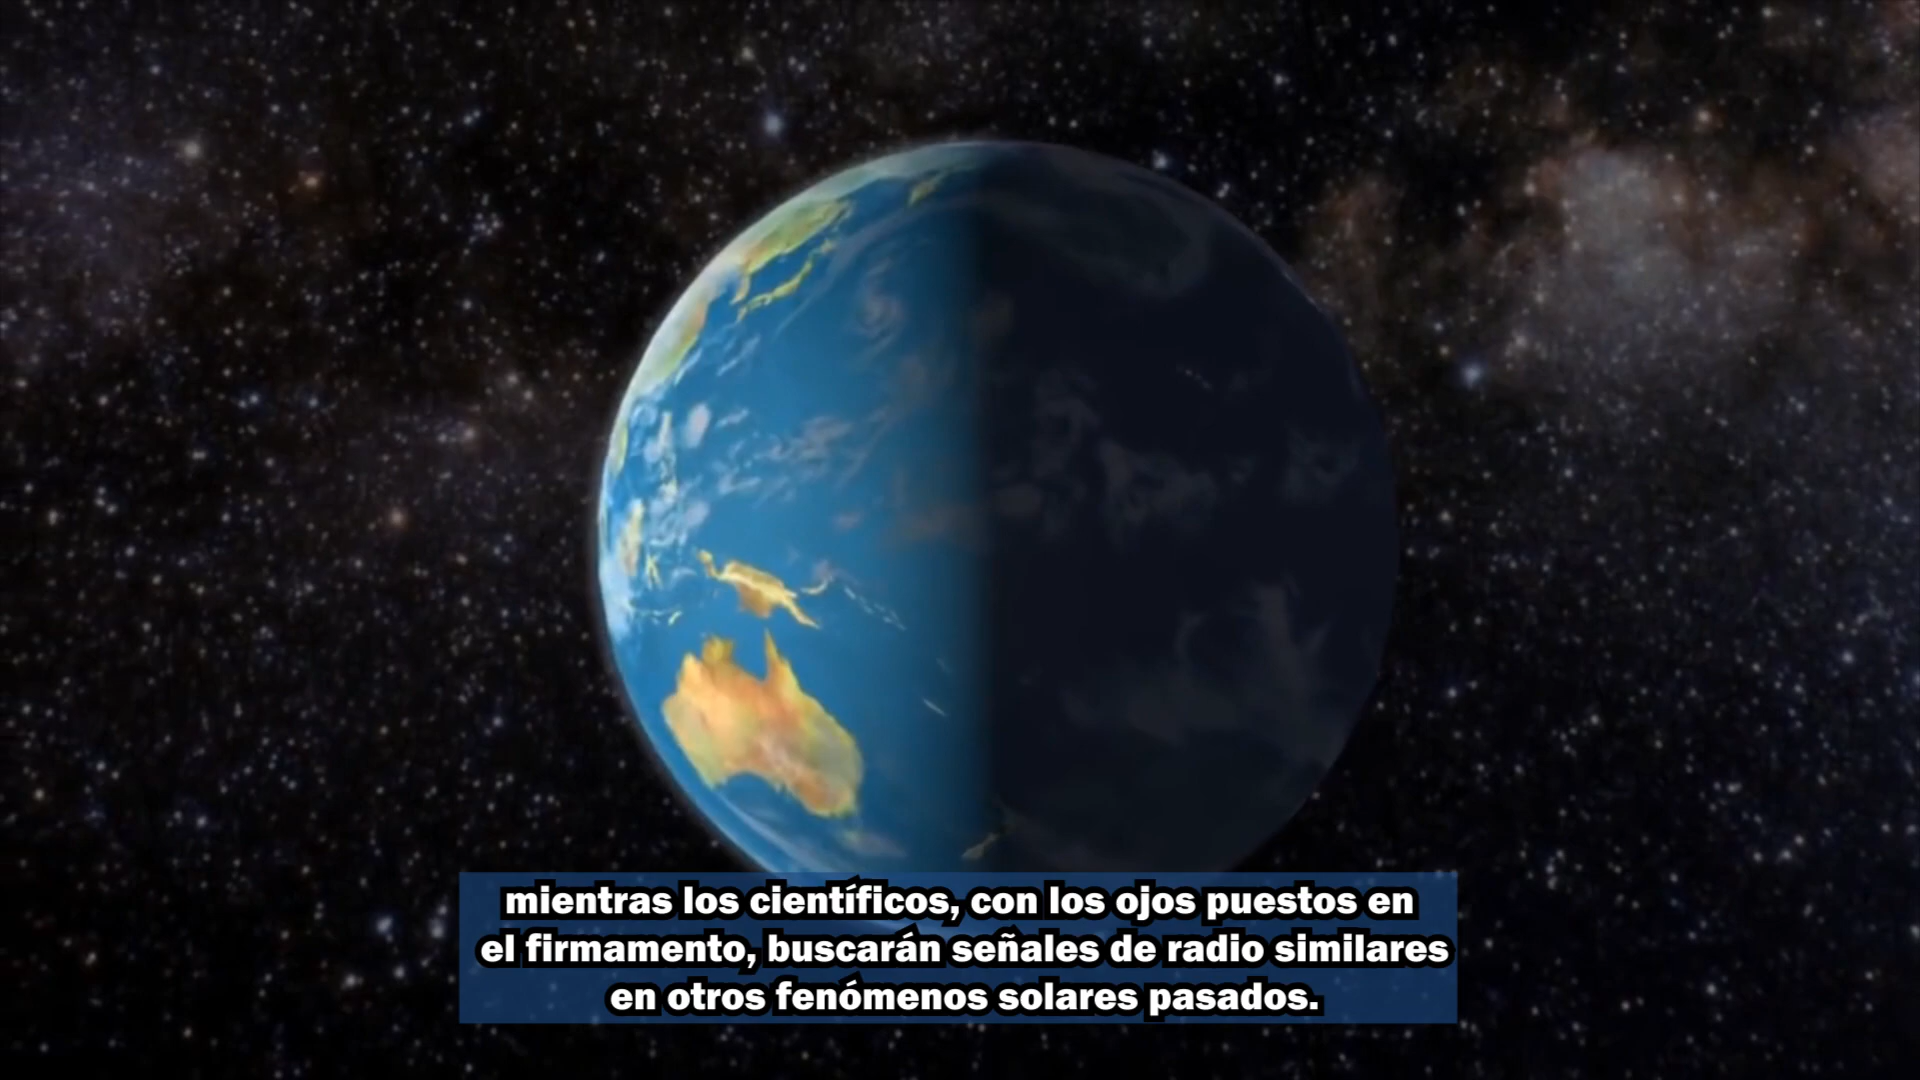 mientras los científicos, con los ojos puestos en
el firmamento, buscarán señales de radio similares
en otros fenómenos solares pasados.